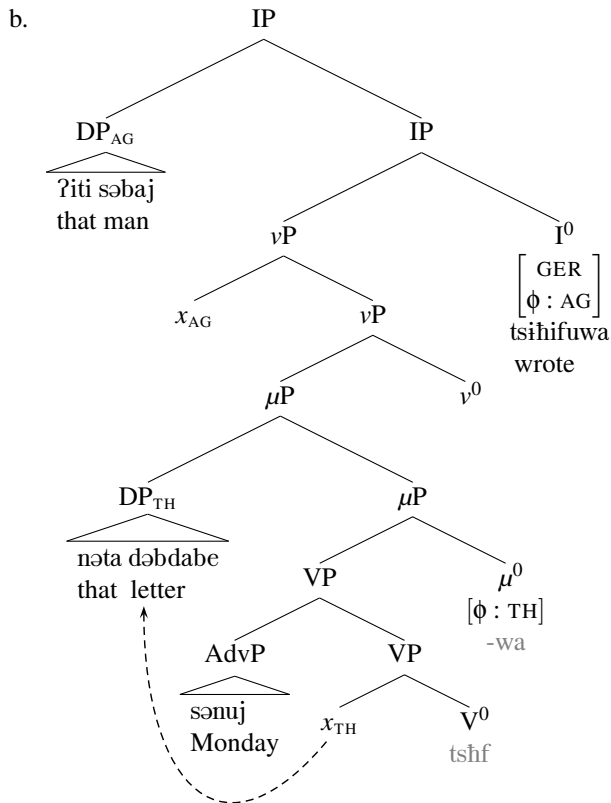 b.
IP
DP_AG IP
ʔiti səbaj
that man
vP I⁰
[GER
ϕ : AG]
tsɨħifuwa
wrote
x_AG vP
μP v⁰
DP_TH μP
nəta dəbdabe
that letter
VP μ⁰
[ϕ : TH]
-wa
AdvP VP
sənuj
Monday
x_TH V⁰
tsħf